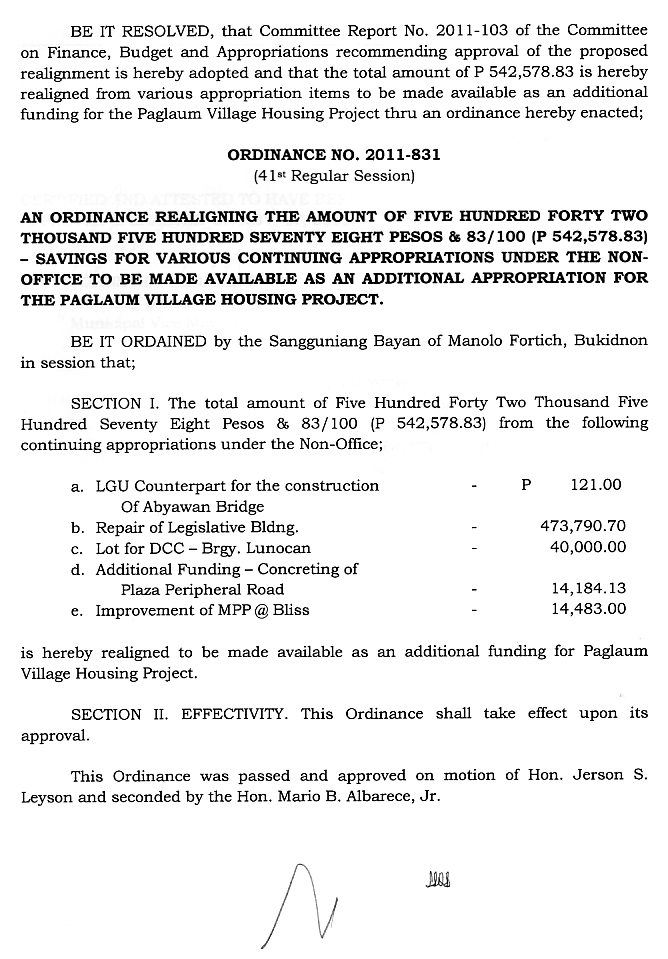 BE IT RESOLVED, that Committee Report No. 2011-103 of the Committee
on Finance, Budget and Appropriations recommending approval of the proposed
realignment is hereby adopted and that the total amount of P 542,578.83 is hereby
realigned from various appropriation items to be made available as an additional
funding for the Paglaum Village Housing Project thru an ordinance hereby enacted;
ORDINANCE NO. 2011-831
(41st Regular Session)
AN ORDINANCE REALIGNING THE AMOUNT OF FIVE HUNDRED FORTY TWO
THOUSAND FIVE HUNDRED SEVENTY EIGHT PESOS & 83/100 (P 542,578.83)
– SAVINGS FOR VARIOUS CONTINUING APPROPRIATIONS UNDER THE NON-
OFFICE TO BE MADE AVAILABLE AS AN ADDITIONAL APPROPRIATION FOR
THE PAGLAUM VILLAGE HOUSING PROJECT.
BE IT ORDAINED by the Sangguniang Bayan of Manolo Fortich, Bukidnon
in session that;
SECTION I. The total amount of Five Hundred Forty Two Thousand Five
Hundred Seventy Eight Pesos & 83/100 (P 542,578.83) from the following
continuing appropriations under the Non-Office;
a. LGU Counterpart for the construction - P 121.00
Of Abyawan Bridge
b. Repair of Legislative Bldng. - 473,790.70
c. Lot for DCC – Brgy. Lunocan - 40,000.00
d. Additional Funding – Concreting of
Plaza Peripheral Road - 14,184.13
e. Improvement of MPP @ Bliss - 14,483.00
is hereby realigned to be made available as an additional funding for Paglaum
Village Housing Project.
SECTION II. EFFECTIVITY. This Ordinance shall take effect upon its
approval.
This Ordinance was passed and approved on motion of Hon. Jerson S.
Leyson and seconded by the Hon. Mario B. Albarece, Jr.